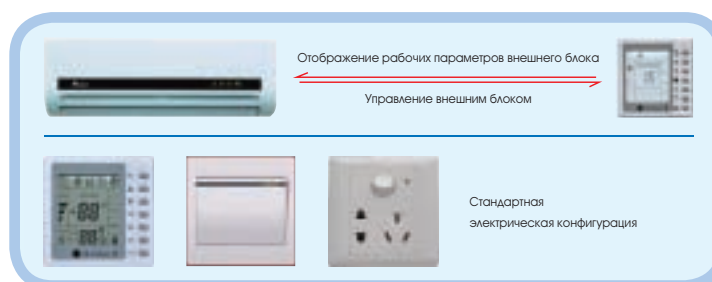 Отображение рабочих параметров внешнего блока
Управление внешним блоком
Стандартная
электрическая конфигурация